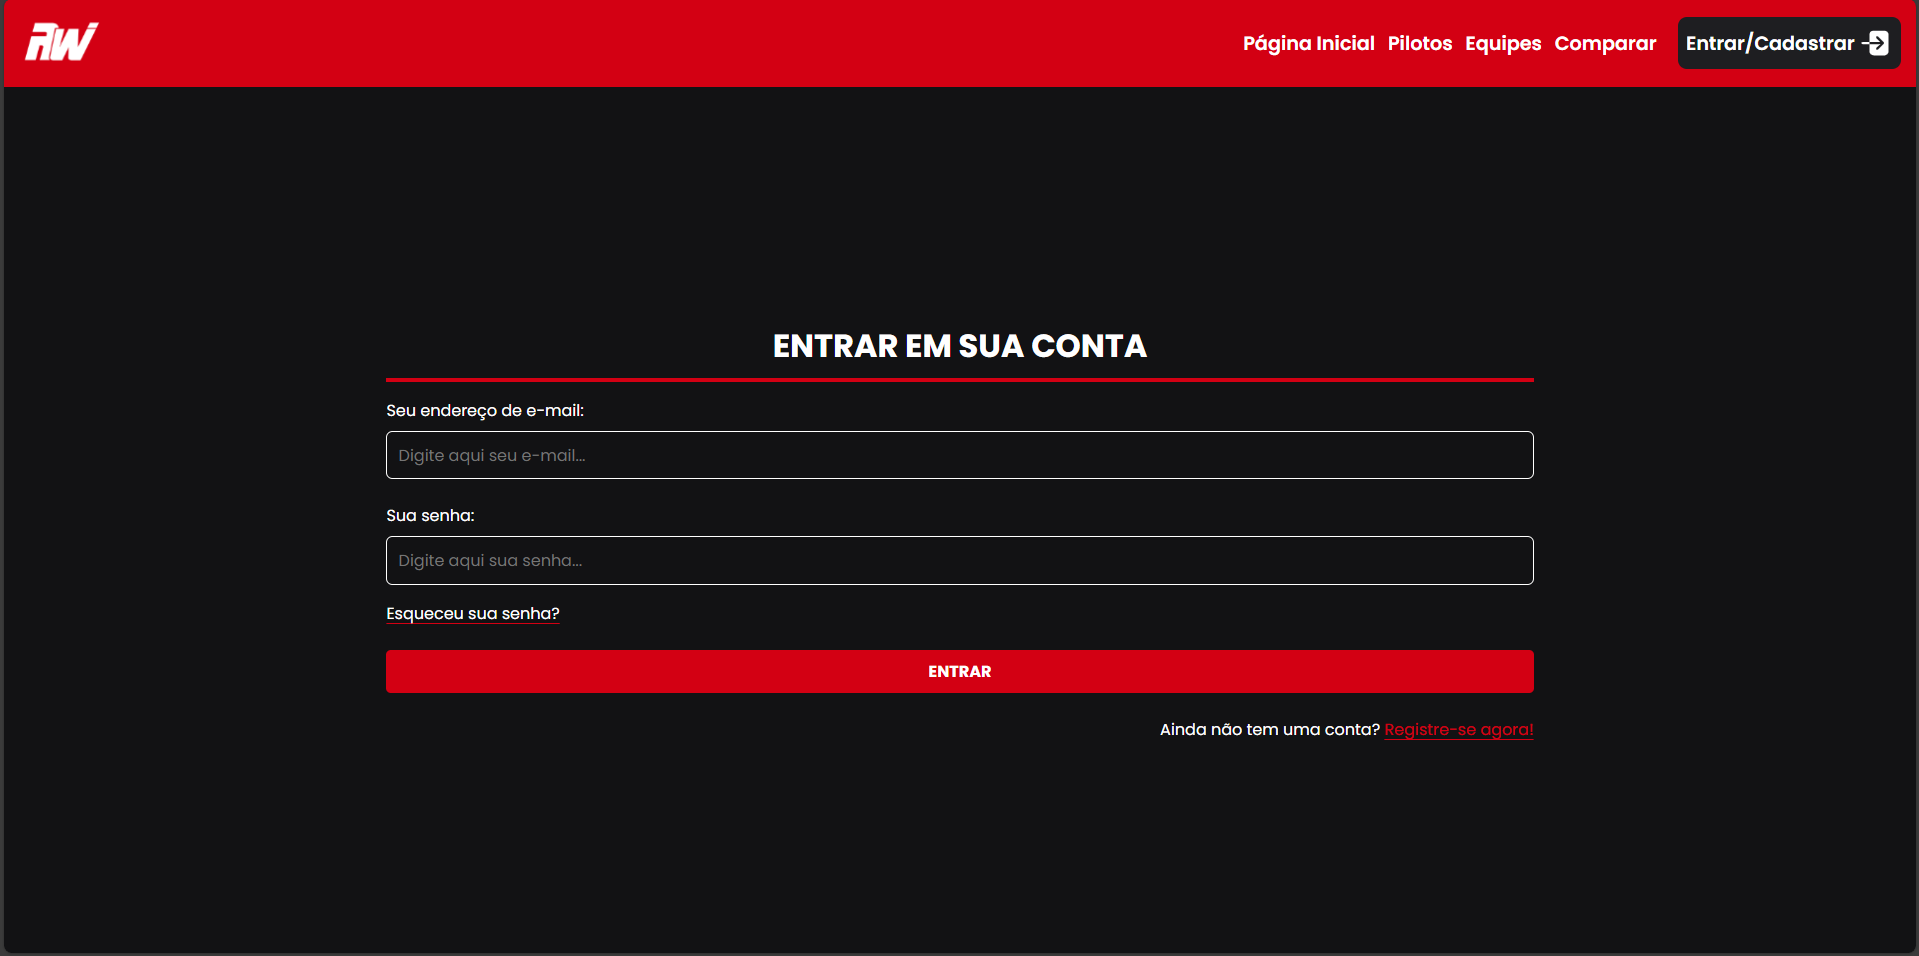 RW
Página Inicial Pilotos Equipes Comparar Entrar/Cadastrar
ENTRAR EM SUA CONTA
Seu endereço de e-mail:
Digite aqui seu e-mail...
Sua senha:
Digite aqui sua senha...
Esqueceu sua senha?
ENTRAR
Ainda não tem uma conta? Registre-se agora!